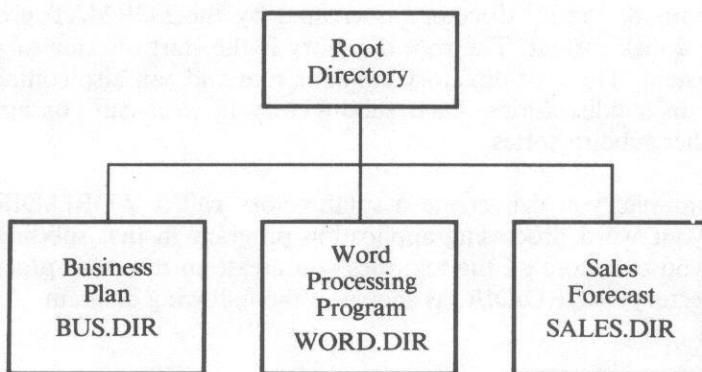 Root
Directory
Business
Plan
BUS.DIR
Word
Processing
Program
WORD.DIR
Sales
Forecast
SALES.DIR